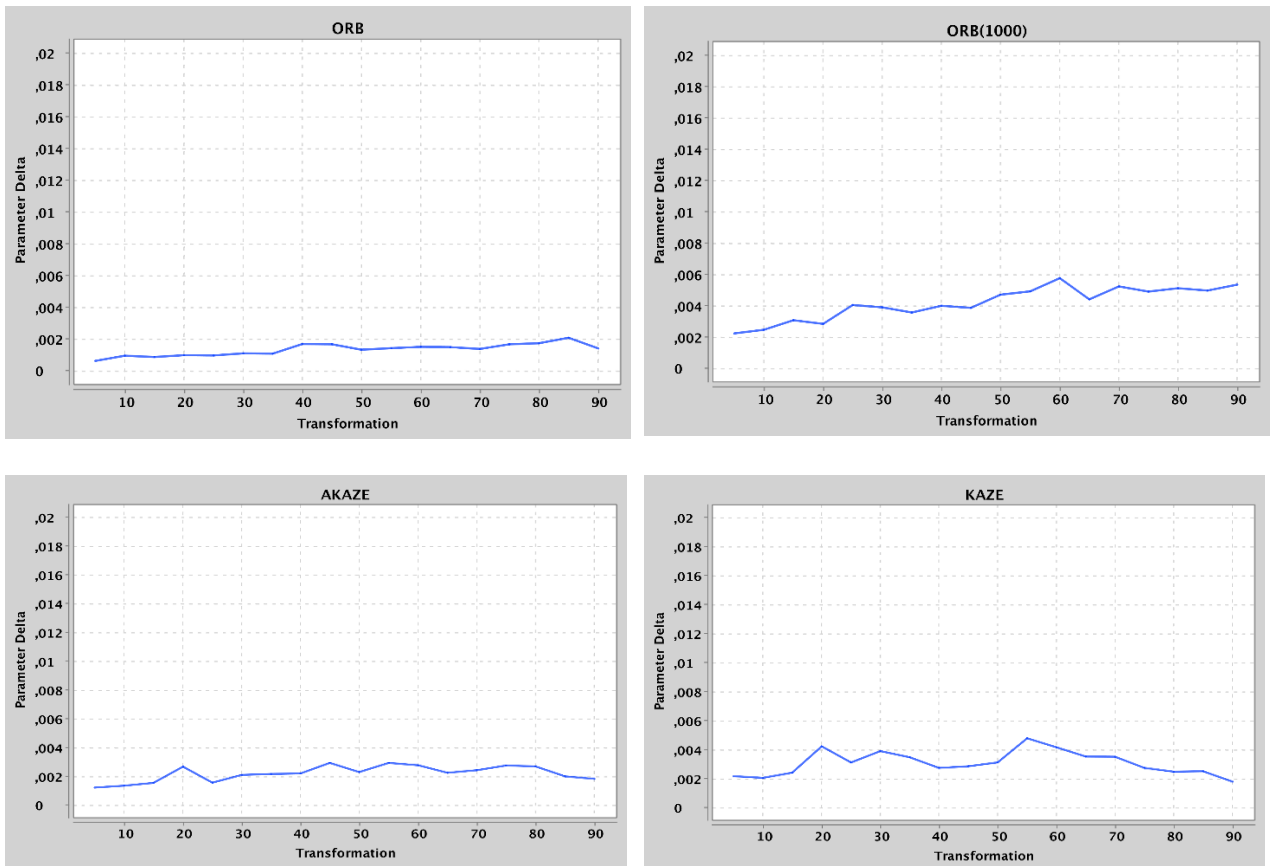 ORB
,02
,018
,016
,014
,012
,01
,008
,006
,004
,002
0
Parameter Delta
10 20 30 40 50 60 70 80 90
Transformation
ORB(1000)
,02
,018
,016
,014
,012
,01
,008
,006
,004
,002
0
Parameter Delta
10 20 30 40 50 60 70 80 90
Transformation
AKAZE
,02
,018
,016
,014
,012
,01
,008
,006
,004
,002
0
Parameter Delta
10 20 30 40 50 60 70 80 90
Transformation
KAZE
,02
,018
,016
,014
,012
,01
,008
,006
,004
,002
0
Parameter Delta
10 20 30 40 50 60 70 80 90
Transformation